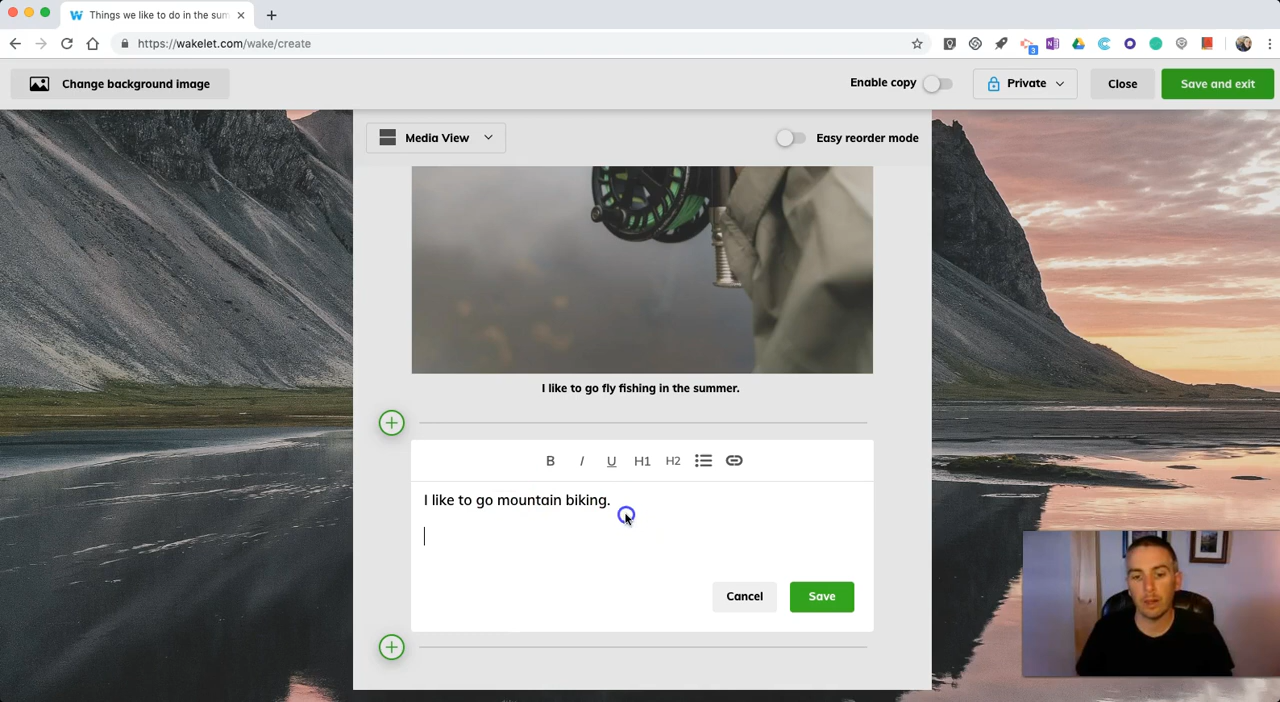 Things we like to do in the sum
https://wakelet.com/wake/create
3
Change background image
Enable copy
Private
Close
Save and exit
Media View
Easy reorder mode
I like to go fly fishing in the summer.
B I U H1 H2
I like to go mountain biking.
Cancel
Save